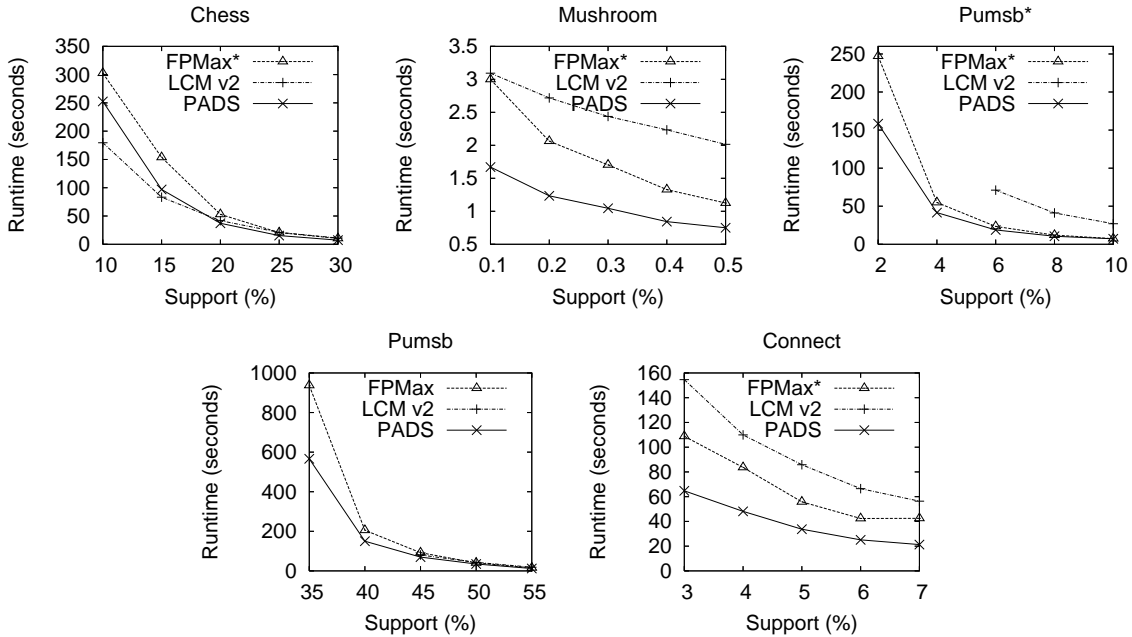 Chess
Runtime (seconds)
350
300
250
200
150
100
50
0
10
15
20
25
30
Support (%)
FPMax*
LCM v2
PADS
Mushroom
Runtime (seconds)
3.5
3
2.5
2
1.5
1
0.5
0.1
0.2
0.3
0.4
0.5
Support (%)
FPMax*
LCM v2
PADS
Pumsb*
Runtime (seconds)
250
200
150
100
50
0
2
4
6
8
10
Support (%)
FPMax*
LCM v2
PADS
Pumsb
Runtime (seconds)
1000
800
600
400
200
0
35
40
45
50
55
Support (%)
FPMax
LCM v2
PADS
Connect
Runtime (seconds)
160
140
120
100
80
60
40
20
0
3
4
5
6
7
Support (%)
FPMax*
LCM v2
PADS